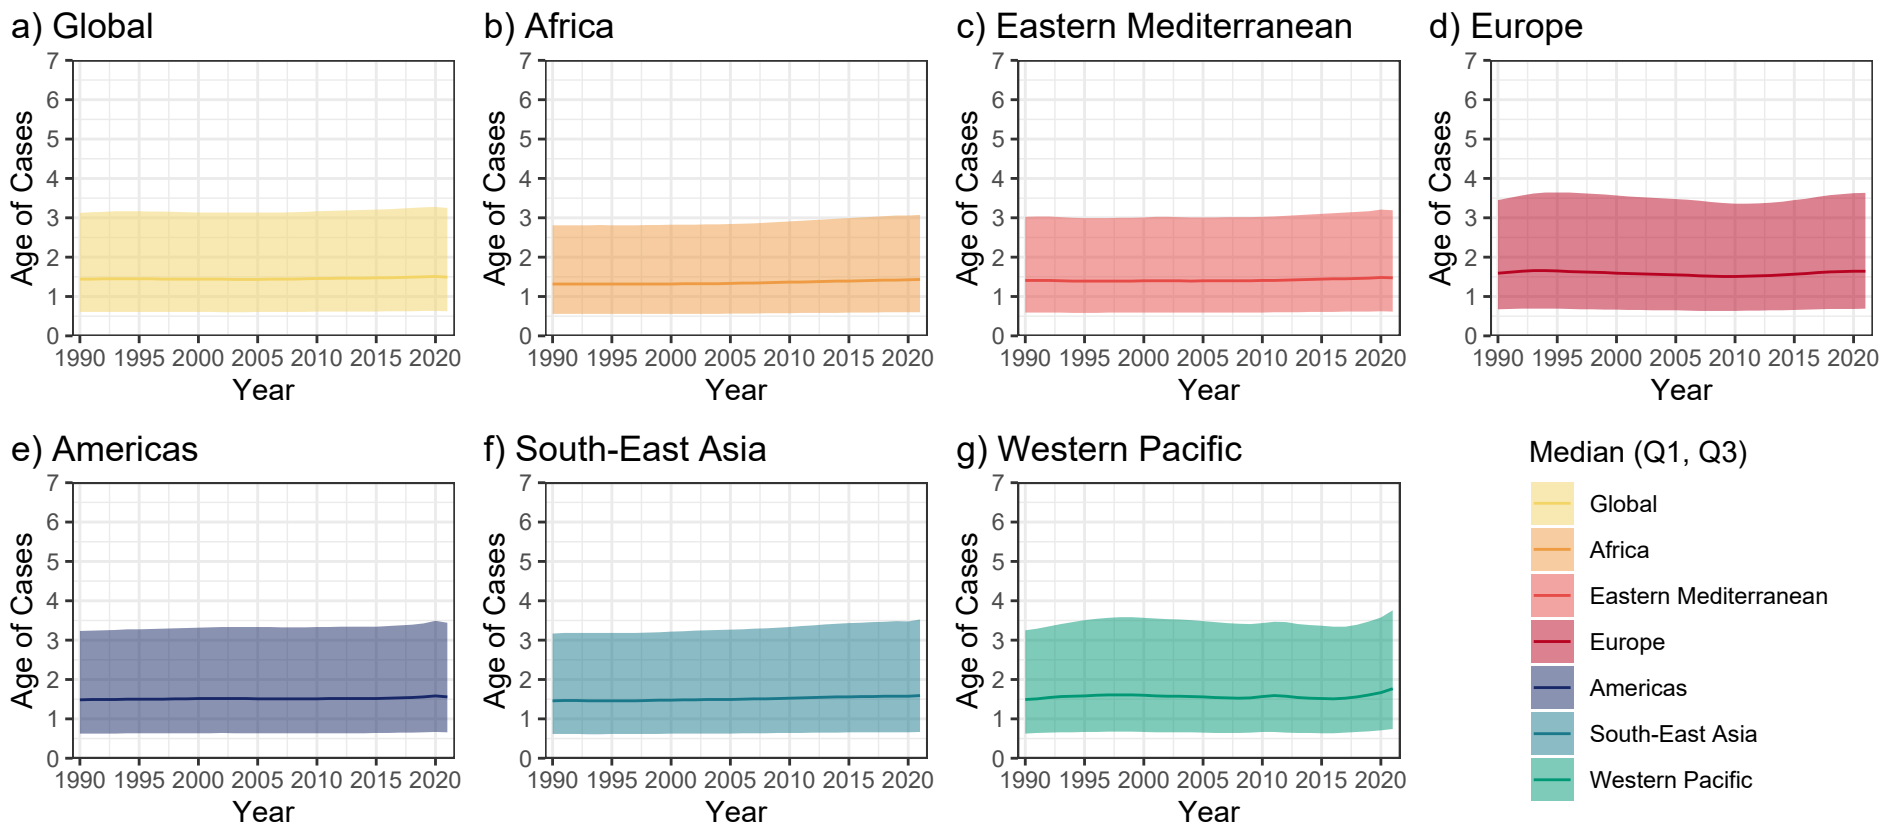 a) Global
b) Africa
c) Eastern Mediterranean
d) Europe
Age of Cases
7
6
5
4
3
2
1
0
1990 1995 2000 2005 2010 2015 2020
Year
Age of Cases
7
6
5
4
3
2
1
0
1990 1995 2000 2005 2010 2015 2020
Year
Age of Cases
7
6
5
4
3
2
1
0
1990 1995 2000 2005 2010 2015 2020
Year
Age of Cases
7
6
5
4
3
2
1
0
1990 1995 2000 2005 2010 2015 2020
Year
e) Americas
f) South-East Asia
g) Western Pacific
Age of Cases
7
6
5
4
3
2
1
0
1990 1995 2000 2005 2010 2015 2020
Year
Age of Cases
7
6
5
4
3
2
1
0
1990 1995 2000 2005 2010 2015 2020
Year
Age of Cases
7
6
5
4
3
2
1
0
1990 1995 2000 2005 2010 2015 2020
Year
Median (Q1, Q3)
Global
Africa
Eastern Mediterranean
Europe
Americas
South-East Asia
Western Pacific